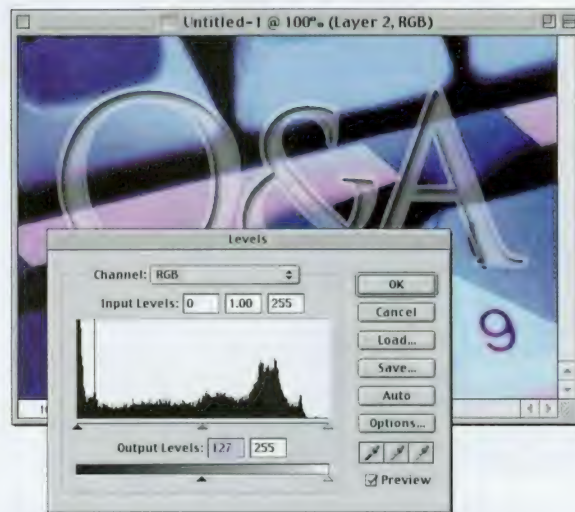 Untitled-1 @ 100% (Layer 2, RGB)
Q&A
9
Levels
Channel: RGB
Input Levels: 0 1.00 255
Output Levels: 127 255
OK
Cancel
Load...
Save...
Auto
Options...
Preview